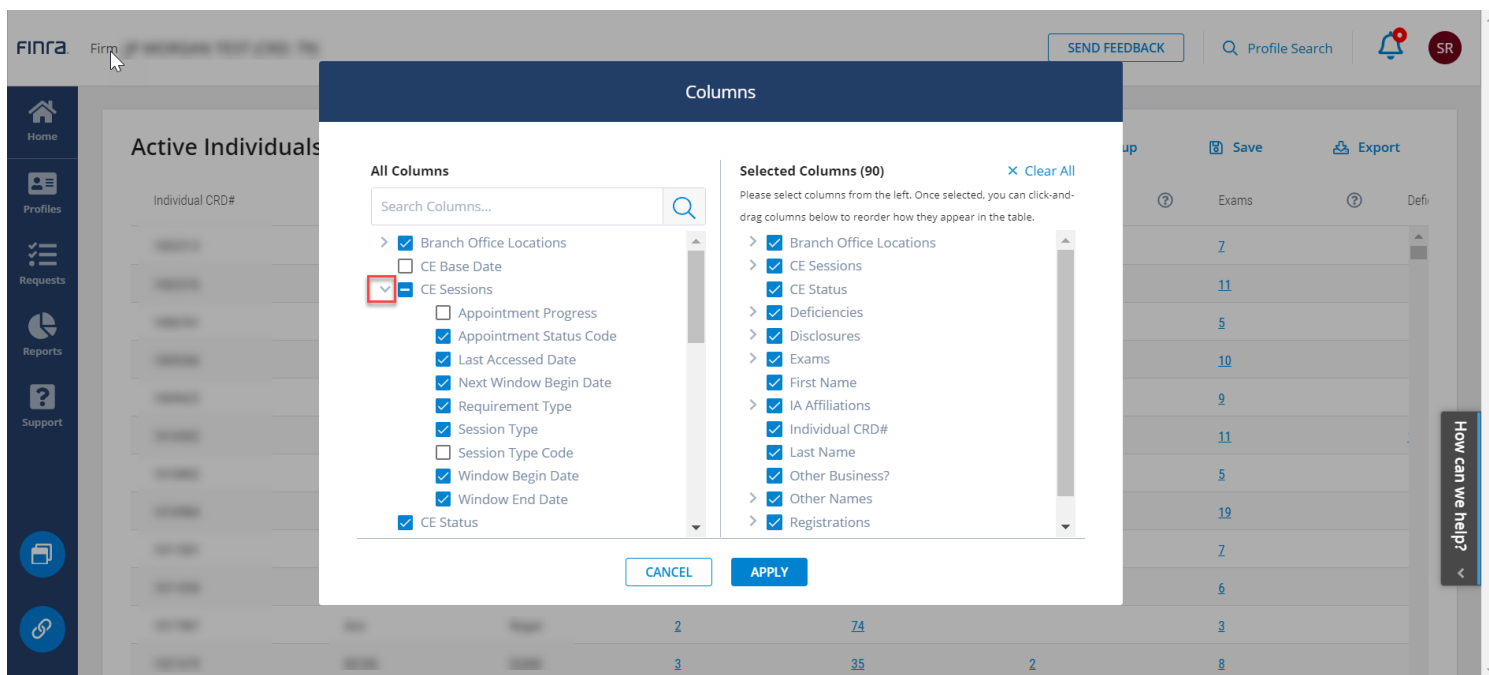 FINRA
Firm
SEND FEEDBACK
Profile Search
SR
Home
Profiles
Requests
Reports
Support
Active Individuals
up
Save
Export
Individual CRD#
Exams
Defi
7
11
5
10
9
11
5
19
7
6
2 74 3
3 35 2 8
Columns
All Columns
Search Columns...
Branch Office Locations
CE Base Date
CE Sessions
Appointment Progress
Appointment Status Code
Last Accessed Date
Next Window Begin Date
Requirement Type
Session Type
Session Type Code
Window Begin Date
Window End Date
CE Status
Selected Columns (90)
Clear All
Please select columns from the left. Once selected, you can click-and-
drag columns below to reorder how they appear in the table.
Branch Office Locations
CE Sessions
CE Status
Deficiencies
Disclosures
Exams
First Name
IA Affiliations
Individual CRD#
Last Name
Other Business?
Other Names
Registrations
CANCEL
APPLY
How can we help?